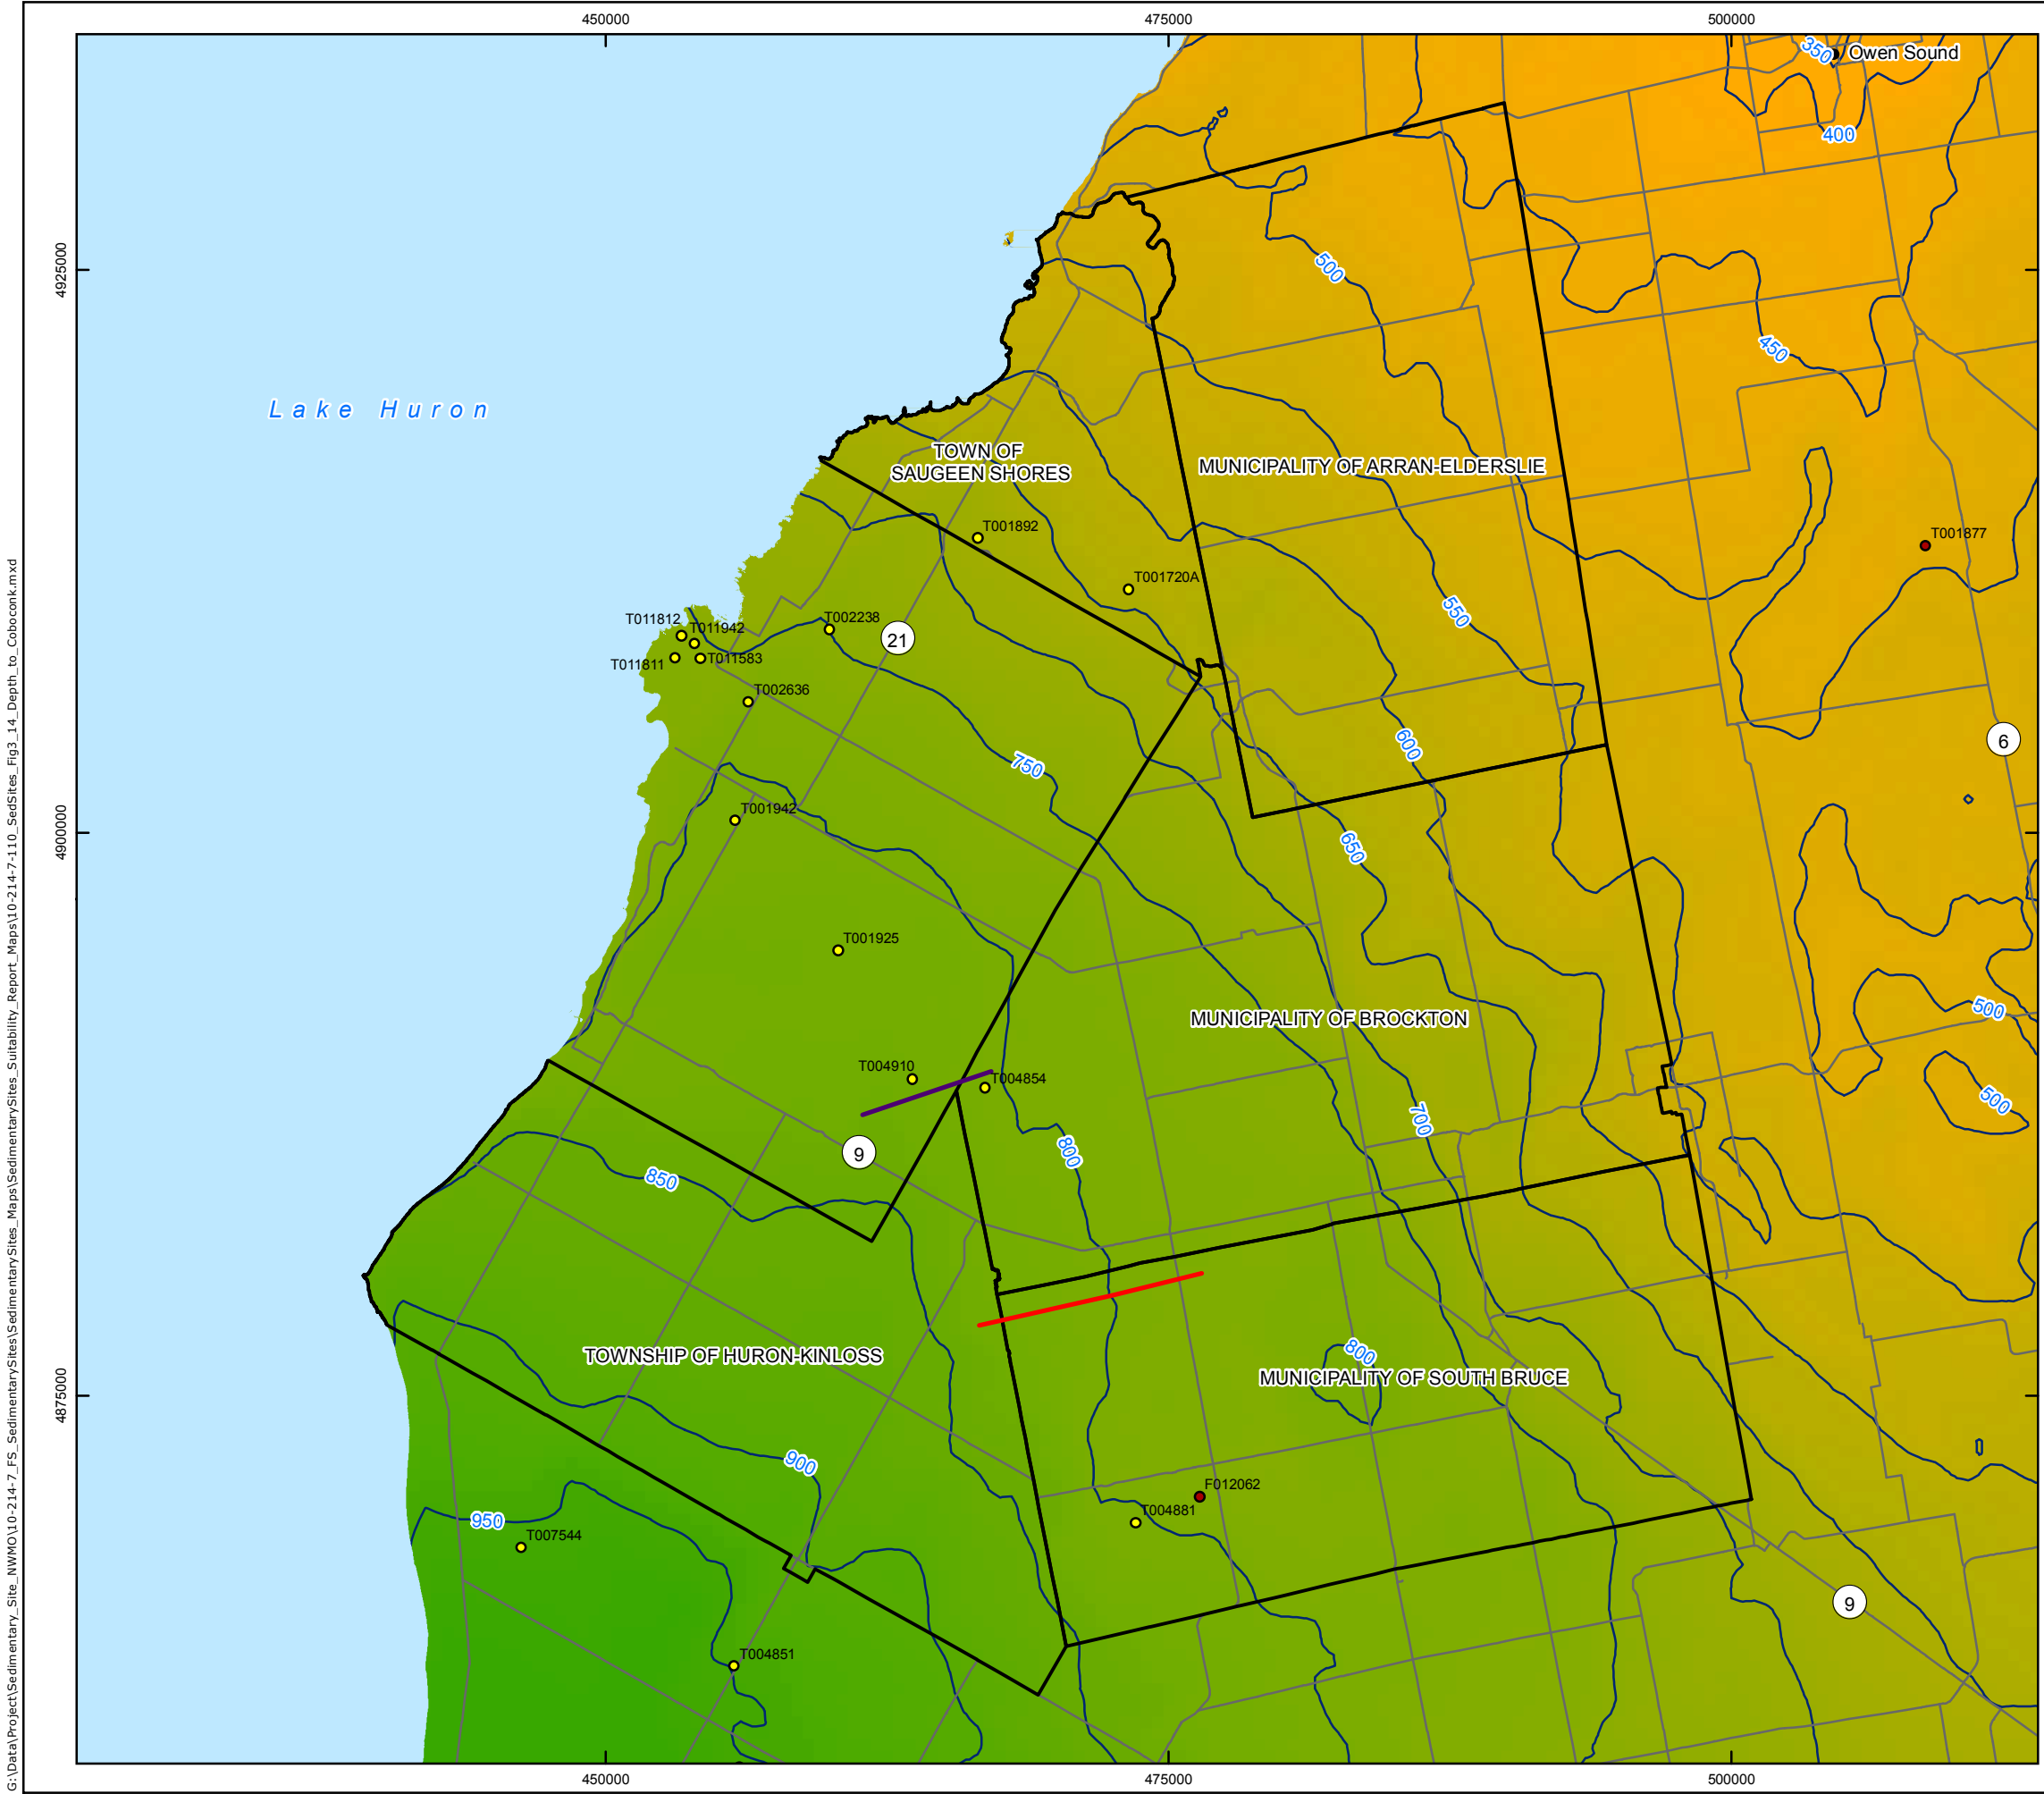 450000
475000
500000
350
Owen Sound
400
4925000
500
450
Lake Huron
TOWN OF
SAUGEEN SHORES
MUNICIPALITY OF ARRAN-ELDERSLIE
T001892
T001877
T001720A
550
T011812
T011942
T002238
21
T011811
T011583
T002636
600
6
750
T001942
4900000
650
T001925
500
MUNICIPALITY OF BROCKTON
T004910
T004854
500
700
9
800
850
TOWNSHIP OF HURON-KINLOSS
800
MUNICIPALITY OF SOUTH BRUCE
4875000
900
F012062
T004881
950
T007544
9
T004851
450000
475000
500000
G:\Data\Project\Sedimentary_Site_NWMO\10-214-7_FS_SedimentarySites\SedimentarySites_Maps\SedimentarySites_Suitability_Report_Maps\10-214-7-110_SedSites_Fig3_14_Depth_to_Coboconk.mxd